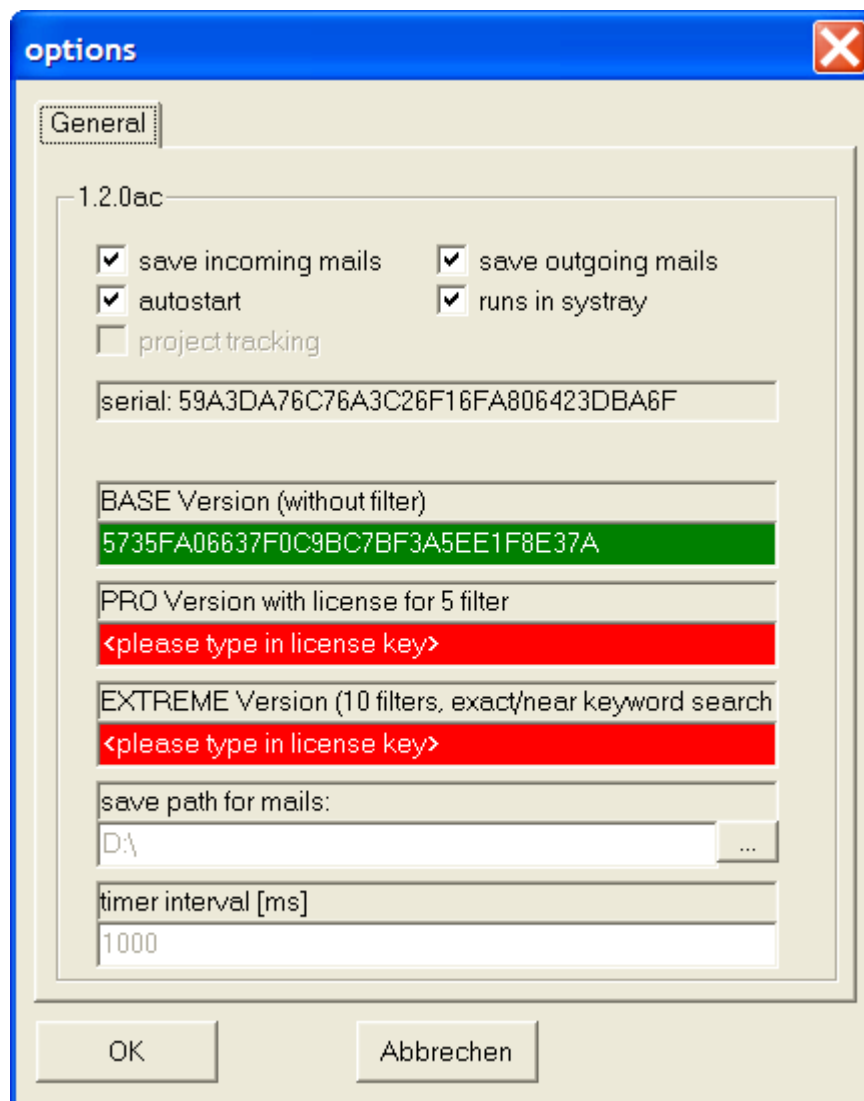 options
General
1.2.0ac
save incoming mails save outgoing mails
autostart runs in systray
project tracking
serial: 59A3DA76C76A3C26F16FA806423DBA6F
BASE Version (without filter)
5735FA06637F0C9BC7BF3A5EE1F8E37A
PRO Version with license for 5 filter
<please type in license key>
EXTREME Version (10 filters, exact/near keyword search
<please type in license key>
save path for mails:
D:\
...
timer interval [ms]
1000
OK Abbrechen